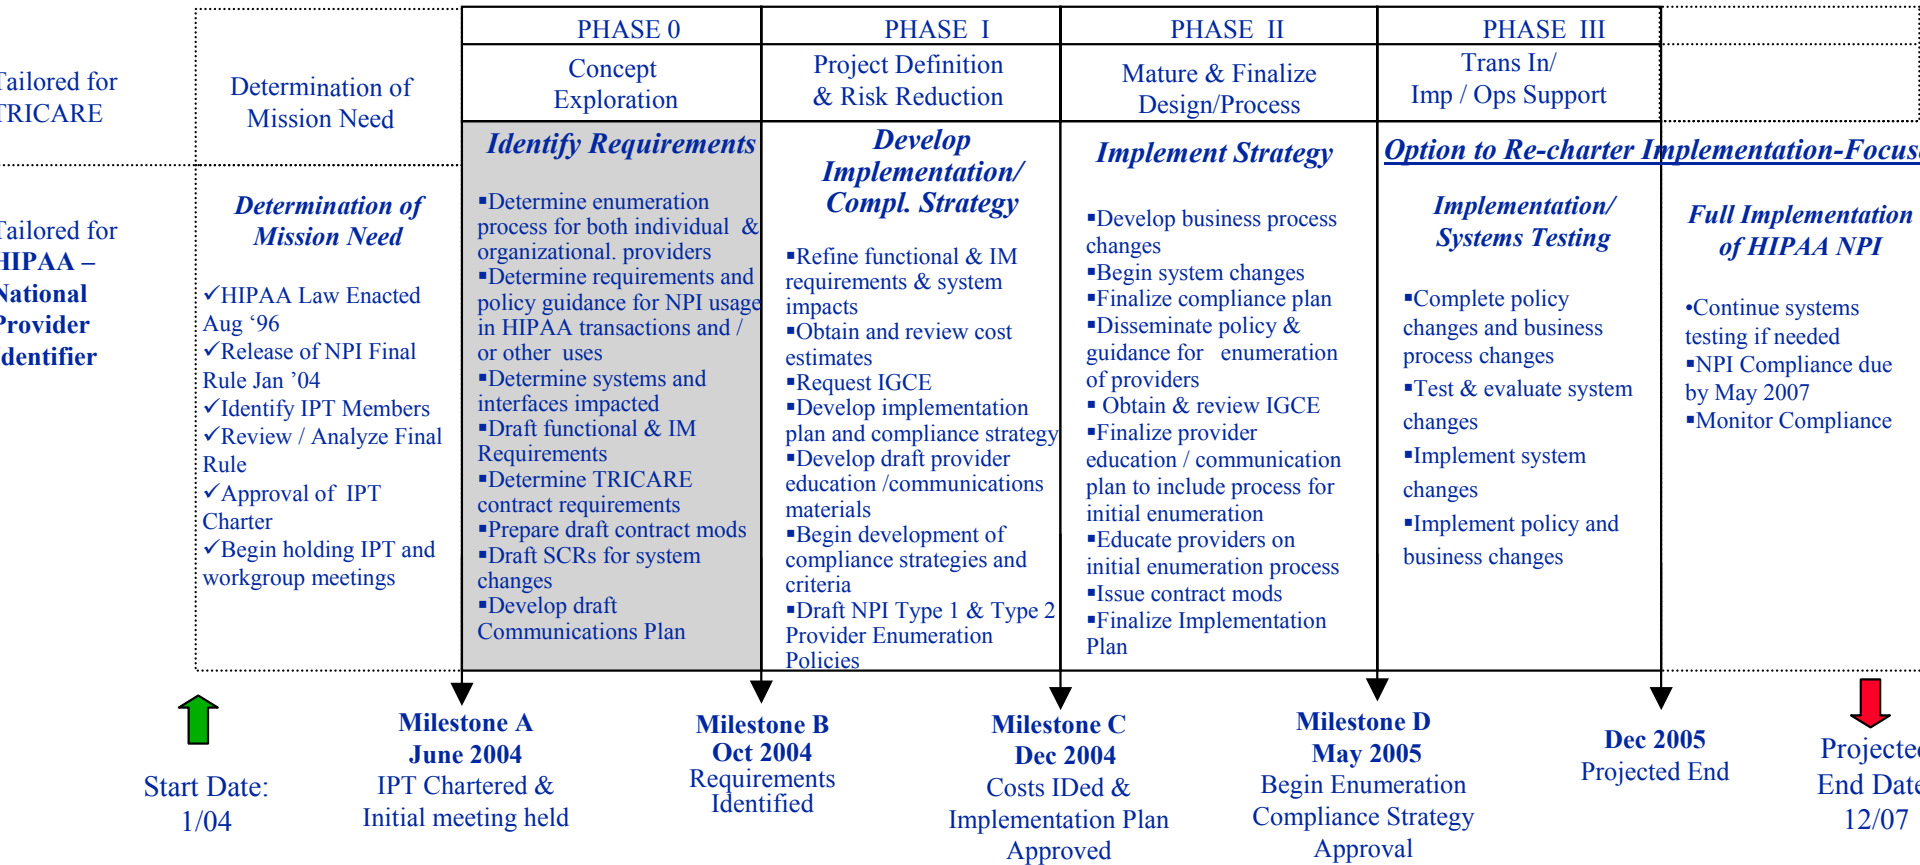 PHASE 0
PHASE I
PHASE II
PHASE III
Tailored for
TRICARE
Determination of
Mission Need
Concept
Exploration
Project Definition
& Risk Reduction
Mature & Finalize
Design/Process
Trans In/
Imp / Ops Support
Tailored for
HIPAA –
National
Provider
Identifier
Determination of
Mission Need
✓HIPAA Law Enacted
Aug ‘96
✓Release of NPI Final
Rule Jan ’04
✓Identify IPT Members
✓Review / Analyze Final
Rule
✓Approval of IPT
Charter
✓Begin holding IPT and
workgroup meetings
Identify Requirements
▪Determine enumeration
process for both individual &
organizational. providers
▪Determine requirements and
policy guidance for NPI usage
in HIPAA transactions and /
or other uses
▪Determine systems and
interfaces impacted
▪Draft functional & IM
Requirements
▪Determine TRICARE
contract requirements
▪Prepare draft contract mods
▪Draft SCRs for system
changes
▪Develop draft
Communications Plan
Develop
Implementation/
Compl. Strategy
▪Refine functional & IM
requirements & system
impacts
▪Obtain and review cost
estimates
▪Request IGCE
▪Develop implementation
plan and compliance strategy
▪Develop draft provider
education /communications
materials
▪Begin development of
compliance strategies and
criteria
▪Draft NPI Type 1 & Type 2
Provider Enumeration
Policies
Implement Strategy
▪Develop business process
changes
▪Begin system changes
▪Finalize compliance plan
▪Disseminate policy &
guidance for enumeration
of providers
▪ Obtain & review IGCE
▪Finalize provider
education / communication
plan to include process for
initial enumeration
▪Educate providers on
initial enumeration process
▪Issue contract mods
▪Finalize Implementation
Plan
Option to Re-charter Implementation-Focus
Implementation/
Systems Testing
▪Complete policy
changes and business
process changes
▪Test & evaluate system
changes
▪Implement system
changes
▪Implement policy and
business changes
Full Implementation
of HIPAA NPI
•Continue systems
testing if needed
▪NPI Compliance due
by May 2007
▪Monitor Compliance
Start Date:
1/04
Milestone A
June 2004
IPT Chartered &
Initial meeting held
Milestone B
Oct 2004
Requirements
Identified
Milestone C
Dec 2004
Costs IDed &
Implementation Plan
Approved
Milestone D
May 2005
Begin Enumeration
Compliance Strategy
Approval
Dec 2005
Projected End
Projected
End Date
12/07